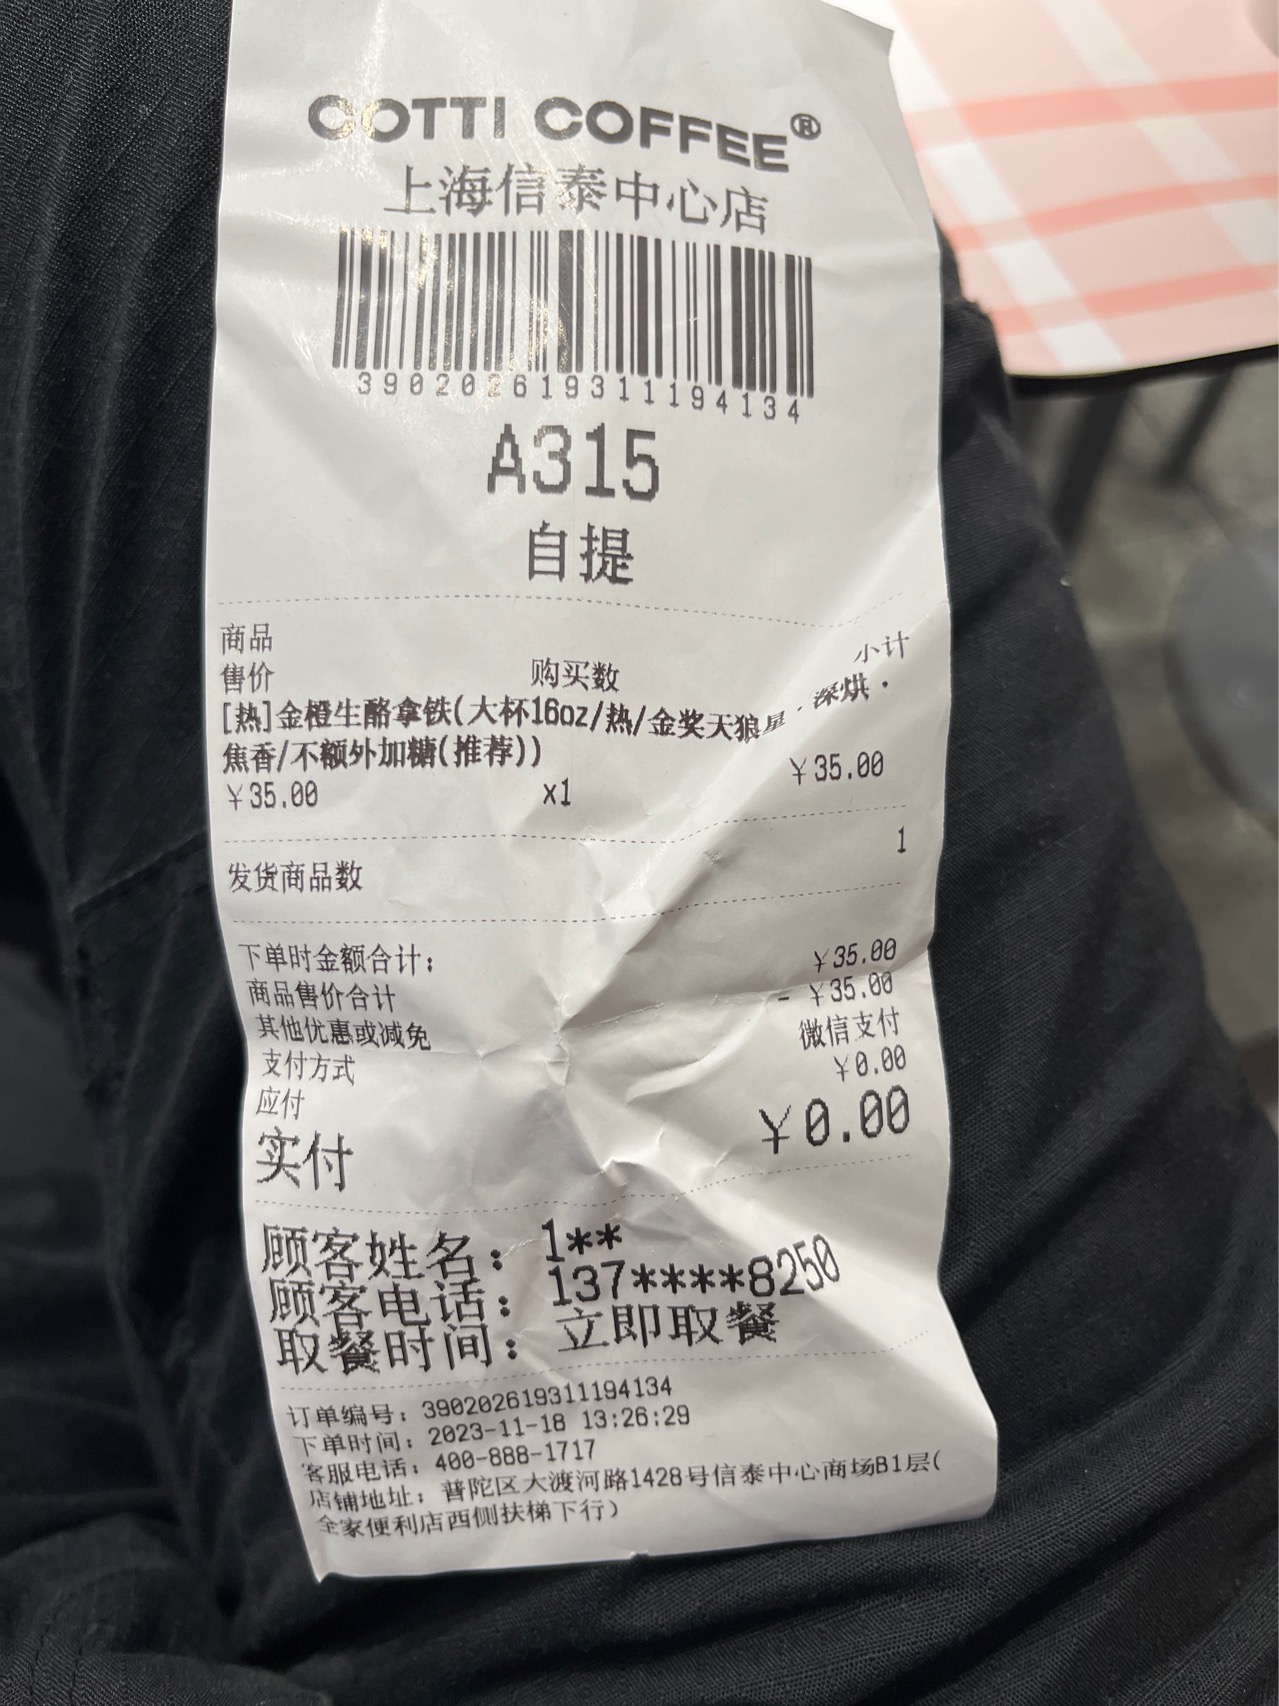 COTTI COFFEE®
上海信泰中心店
390202619311194134
A315
自提
商品
售价 购买数 小计
[热]金橙生酪拿铁(大杯16oz/热/金奖天狼星·深烘·
焦香/不额外加糖(推荐))
￥35.00 x1 ￥35.00
发货商品数 1
下单时金额合计:
商品售价合计 ￥35.00
其他优惠或减免 - ￥35.00
支付方式 微信支付
应付 ￥0.00
实付 ￥0.00
顾客姓名: 1**
顾客电话: 137****8250
取餐时间: 立即取餐
订单编号: 390202619311194134
下单时间: 2023-11-18 13:26:29
客服电话: 400-888-1717
店铺地址: 普陀区大渡河路1428号信泰中心商场B1层(
全家便利店西侧扶梯下行)